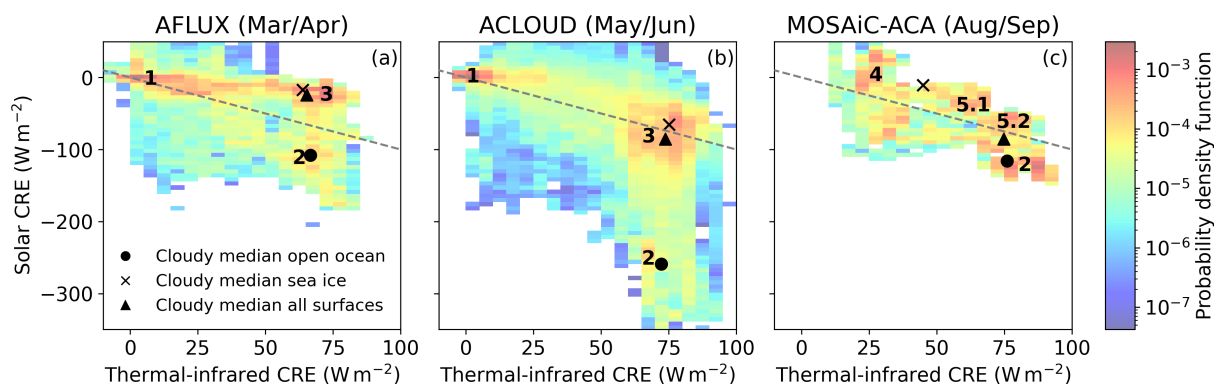 AFLUX (Mar/Apr)
ACLOUD (May/Jun)
MOSAiC-ACA (Aug/Sep)
(a)
(b)
(c)
1
3
2
1
3
2
4
5.1
5.2
2
0
−100
−200
−300
Solar CRE (W m⁻²)
Cloudy median open ocean
Cloudy median sea ice
Cloudy median all surfaces
0 25 50 75 100
0 25 50 75 100
0 25 50 75 100
Thermal-infrared CRE (W m⁻²)
Thermal-infrared CRE (W m⁻²)
Thermal-infrared CRE (W m⁻²)
10⁻³
10⁻⁴
10⁻⁵
10⁻⁶
10⁻⁷
Probability density function